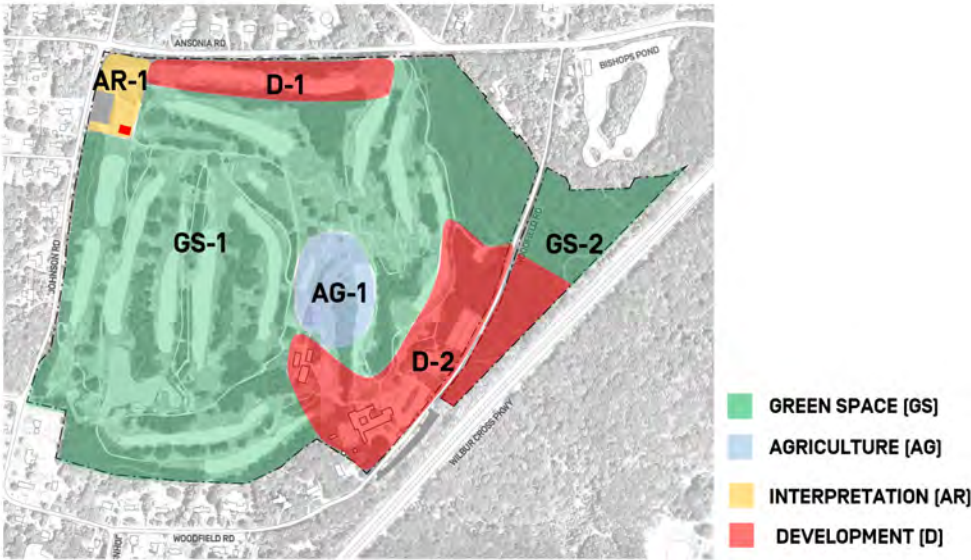 ANSONIA RD
BISHOPS POND
AR-1
D-1
JOHNSON RD
GS-1
GS-2
AG-1
D-2
WILBUR CROSS PKWY
WOODFIELD RD
GREEN SPACE (GS)
AGRICULTURE (AG)
INTERPRETATION (AR)
DEVELOPMENT (D)